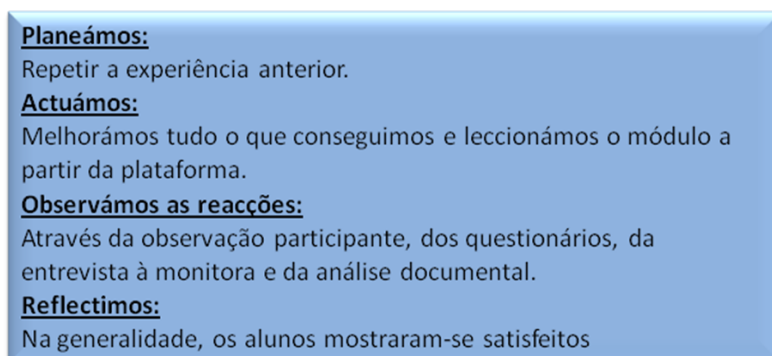 Planeámos:
Repetir a experiência anterior.
Actuámos:
Melhorámos tudo o que conseguimos e leccionámos o módulo a
partir da plataforma.
Observámos as reacções:
Através da observação participante, dos questionários, da
entrevista à monitora e da análise documental.
Reflectimos:
Na generalidade, os alunos mostraram-se satisfeitos